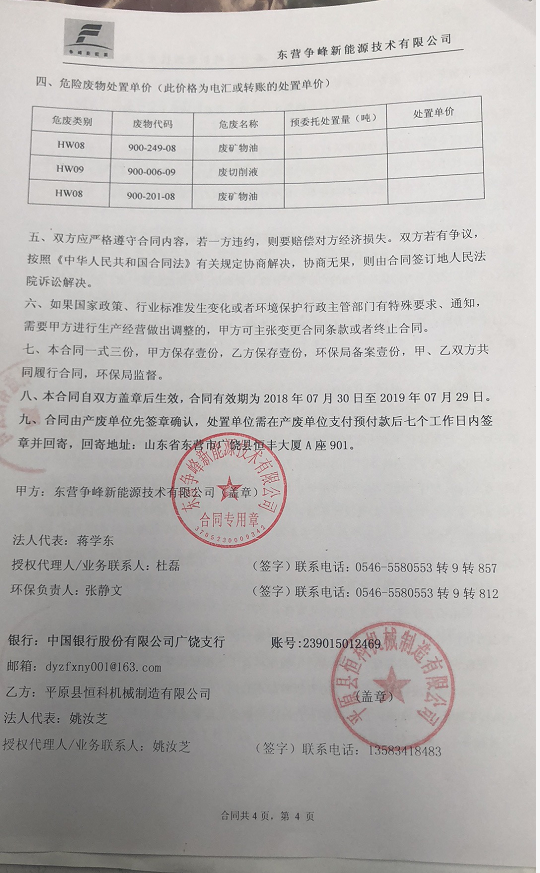 东营争峰新能源技术有限公司
四、危险废物处置单价（此价格为电汇或转账的处置单价）
危废类别 废物代码 危废名称 预委托处置量（吨） 处置单价
HW08 900-249-08 废矿物油
HW09 900-006-09 废切削液
HW08 900-201-08 废矿物油
五、双方应严格遵守合同内容，若一方违约，则要赔偿对方经济损失。双方若有争议，
按照《中华人民共和国合同法》有关规定协商解决，协商无果，则由合同签订地人民法
院诉讼解决。
六、如果国家政策、行业标准发生变化或者环境保护行政主管部门有特殊要求、通知，
需要甲方进行生产经营做出调整的，甲方可主张变更合同条款或者终止合同。
七、本合同一式三份，甲方保存壹份，乙方保存壹份，环保局备案壹份，甲、乙双方共
同履行合同，环保局监督。
八、本合同自双方盖章后生效，合同有效期为 2018 年 07 月 30 日至 2019 年 07 月 29 日。
九、合同由产废单位先签章确认，处置单位需在产废单位支付预付款后七个工作日内签
章并回寄，回寄地址：山东省东营市广饶县恒丰大厦 A 座 901。
甲方：东营争峰新能源技术有限公司（盖章）
东营争峰新能源技术有限公司
合同专用章
法人代表：蒋学东
授权代理人/业务联系人：杜磊 （签字）联系电话：0546-5580553 转 9 转 857
环保负责人：张静文 （签字）联系电话：0546-5580553 转 9 转 812
银行：中国银行股份有限公司广饶支行 账号:239015012469
邮箱：dyzfxny001@163.com
乙方：平原县恒科机械制造有限公司 （盖章）
平原县恒科机械制造有限公司
法人代表：姚汝芝
授权代理人/业务联系人：姚汝芝 （签字）联系电话：13583418483
合同共 4 页，第 4 页